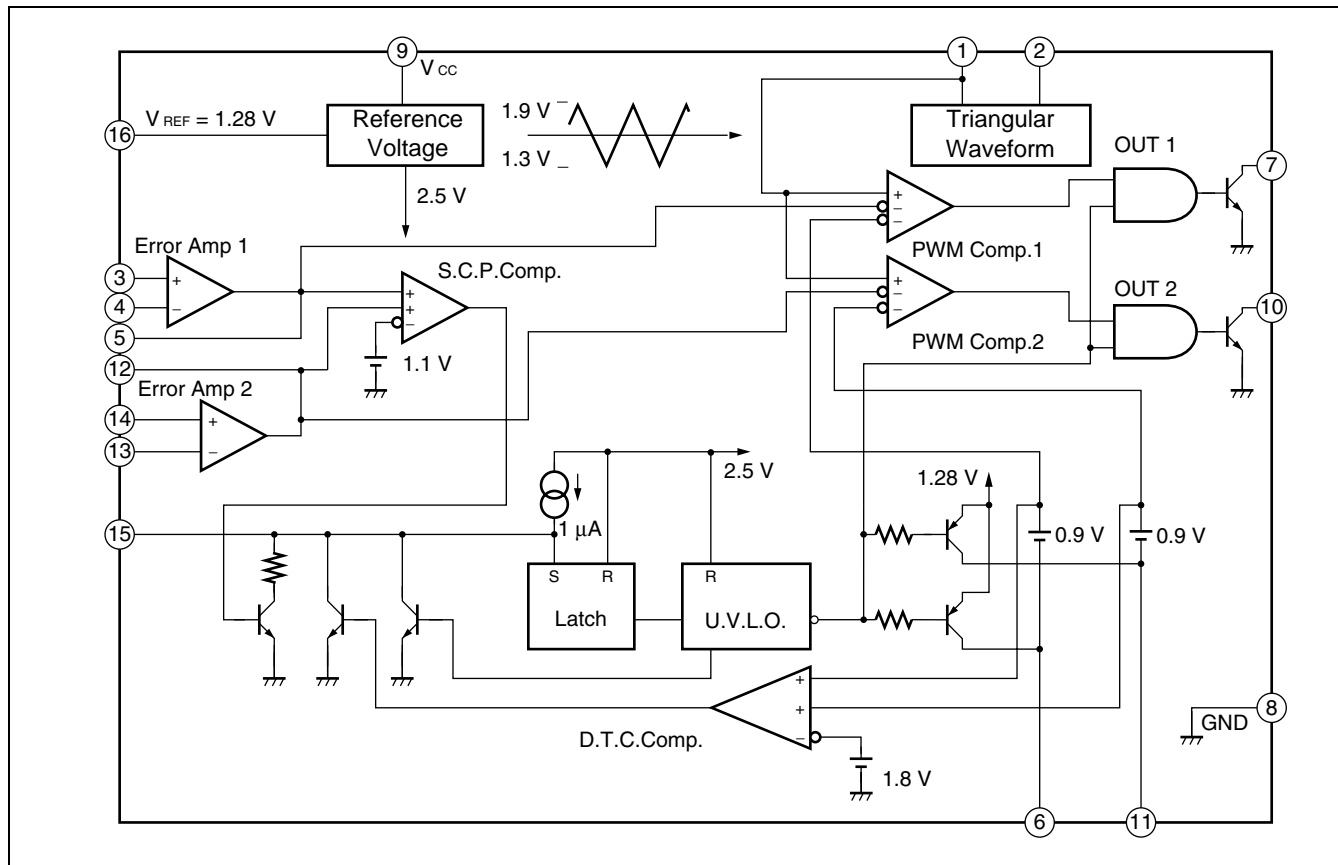 9
1
2
V CC
16
V REF = 1.28 V
Reference
Voltage
1.9 V
1.3 V
Triangular
Waveform
OUT 1
7
2.5 V
+
−
−
PWM Comp.1
Error Amp 1
S.C.P.Comp.
3
+
4
−
5
+
+
−
1.1 V
+
−
−
PWM Comp.2
OUT 2
10
12
Error Amp 2
14
+
13
−
2.5 V
1.28 V
1 μA
0.9 V
0.9 V
15
S
R
Latch
R
U.V.L.O.
+
+
−
D.T.C.Comp.
1.8 V
8
GND
6
11